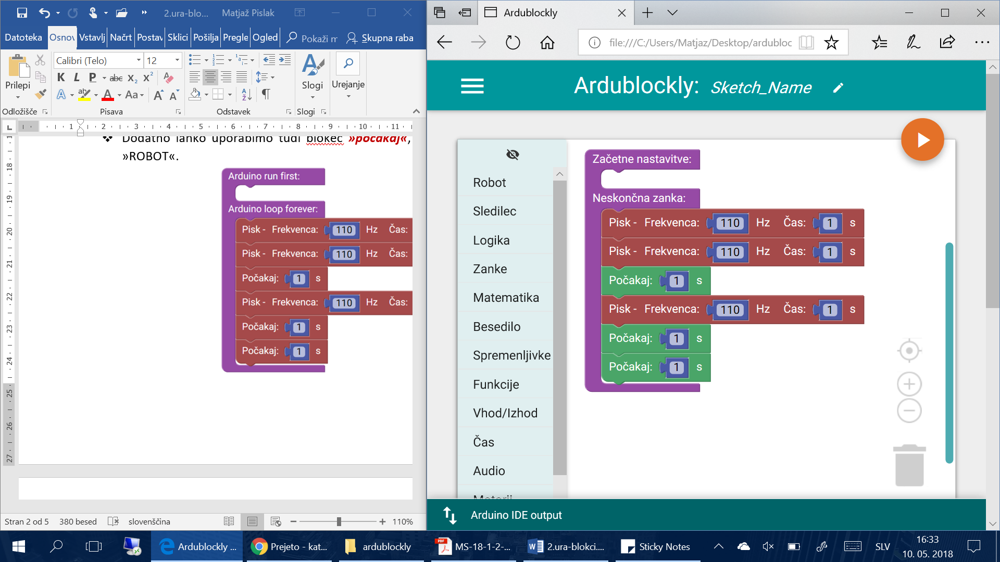 2.ura-blo...
Matjaž Pislak
Datoteka
Osnov
Vstavlj
Načrt
Postav
Sklici
Pošilja
Pregle
Ogled
Pokaži n
Skupna raba
Calibri (Telo)
12
Prilepi
K L P abc x₂ x²
A ab A Aa A A
Slogi
Urejanje
Odložišče
Pisava
Odstavek
Slogi
1 1 2 3 4 5 6 7 8 9 10 11
18 19 20 21 22 23 24 25 26 27
Dodatno lahko uporabimo tudi blokec »počakaj«,
»ROBOT«.
Arduino run first:
Arduino loop forever:
Pisk - Frekvenca: 110 Hz Čas:
Pisk - Frekvenca: 110 Hz Čas:
Počakaj: 1 s
Pisk - Frekvenca: 110 Hz Čas:
Počakaj: 1 s
Počakaj: 1 s
Stran 2 od 5
380 besed
slovenščina
110%
Ardublockly
file:///C:/Users/Matjaz/Desktop/ardubloc
Ardublockly: Sketch_Name
Robot
Sledilec
Logika
Zanke
Matematika
Besedilo
Spremenljivke
Funkcije
Vhod/Izhod
Čas
Audio
Začetne nastavitve:
Neskončna zanka:
Pisk - Frekvenca: 110 Hz Čas: 1 s
Pisk - Frekvenca: 110 Hz Čas: 1 s
Počakaj: 1 s
Pisk - Frekvenca: 110 Hz Čas: 1 s
Počakaj: 1 s
Počakaj: 1 s
Arduino IDE output
Ardublockly ...
Prejeto - kat...
ardublockly
MS-18-1-2-...
2.ura-blokci....
Sticky Notes
SLV
16:33
10. 05. 2018